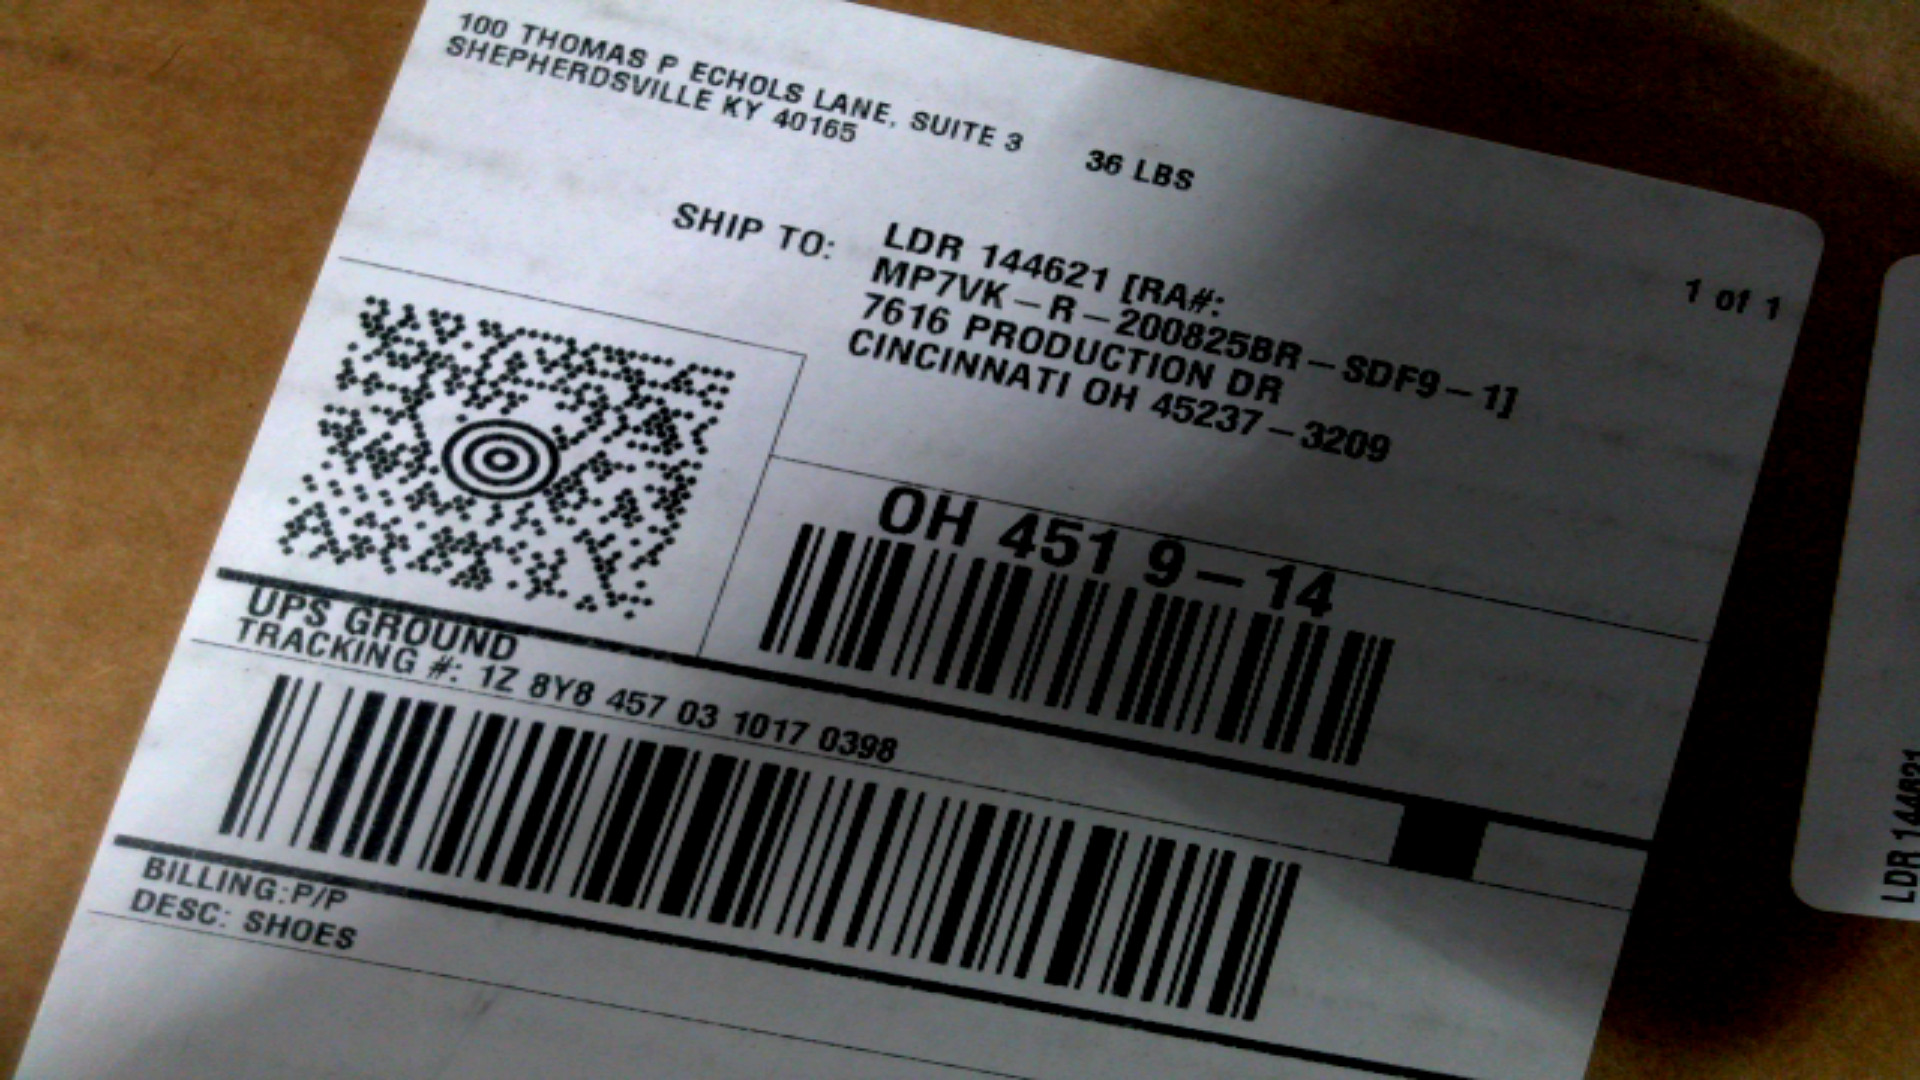 100 THOMAS P ECHOLS LANE, SUITE 3
SHEPHERDSVILLE KY 40165
36 LBS
1 of 1
SHIP TO:
LDR 144621 [RA#:
MP7VK-R-200825BR-SDF9-1]
7616 PRODUCTION DR
CINCINNATI OH 45237-3209
OH 451 9-14
UPS GROUND
TRACKING #: 1Z 8Y8 457 03 1017 0398
BILLING:P/P
DESC: SHOES
LDR 144621